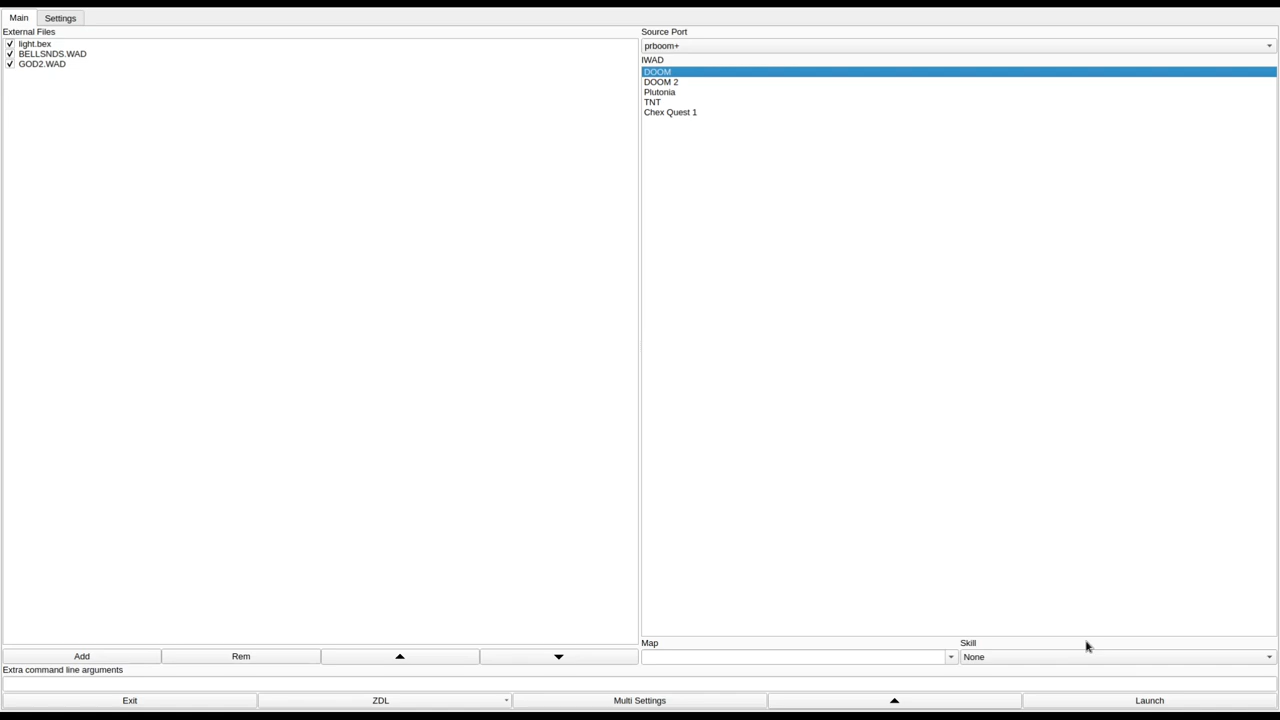 Main Settings
External Files
light.bex
BELLSNDS.WAD
GOD2.WAD
Source Port
prboom+
IWAD
DOOM
DOOM 2
Plutonia
TNT
Chex Quest 1
Map
Skill
None
Add
Rem
Extra command line arguments
Exit
ZDL
Multi Settings
Launch